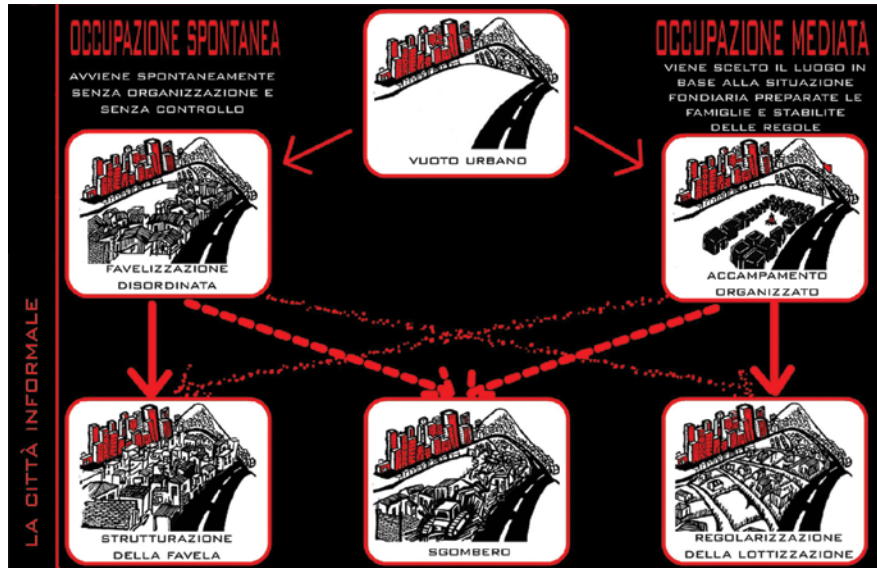 LA CITTÀ INFORMALE
OCCUPAZIONE SPONTANEA
AVVIENE SPONTANEAMENTE
SENZA ORGANIZZAZIONE E
SENZA CONTROLLO
VUOTO URBANO
OCCUPAZIONE MEDIATÀ
VIENE SCELTO IL LUOGO IN
BASE ALLA SITUAZIONE
FONDIARIA PREPARATE LE
FAMIGLIE E STABILITE
DELLE REGOLE
FAVELIZZAZIONE
DISORDINATA
ACCAMPAMENTO
ORGANIZZATO
STRUTTURAZIONE
DELLA FAVELA
SGOMBERO
REGOLARIZZAZIONE
DELLA LOTTIZZAZIONE